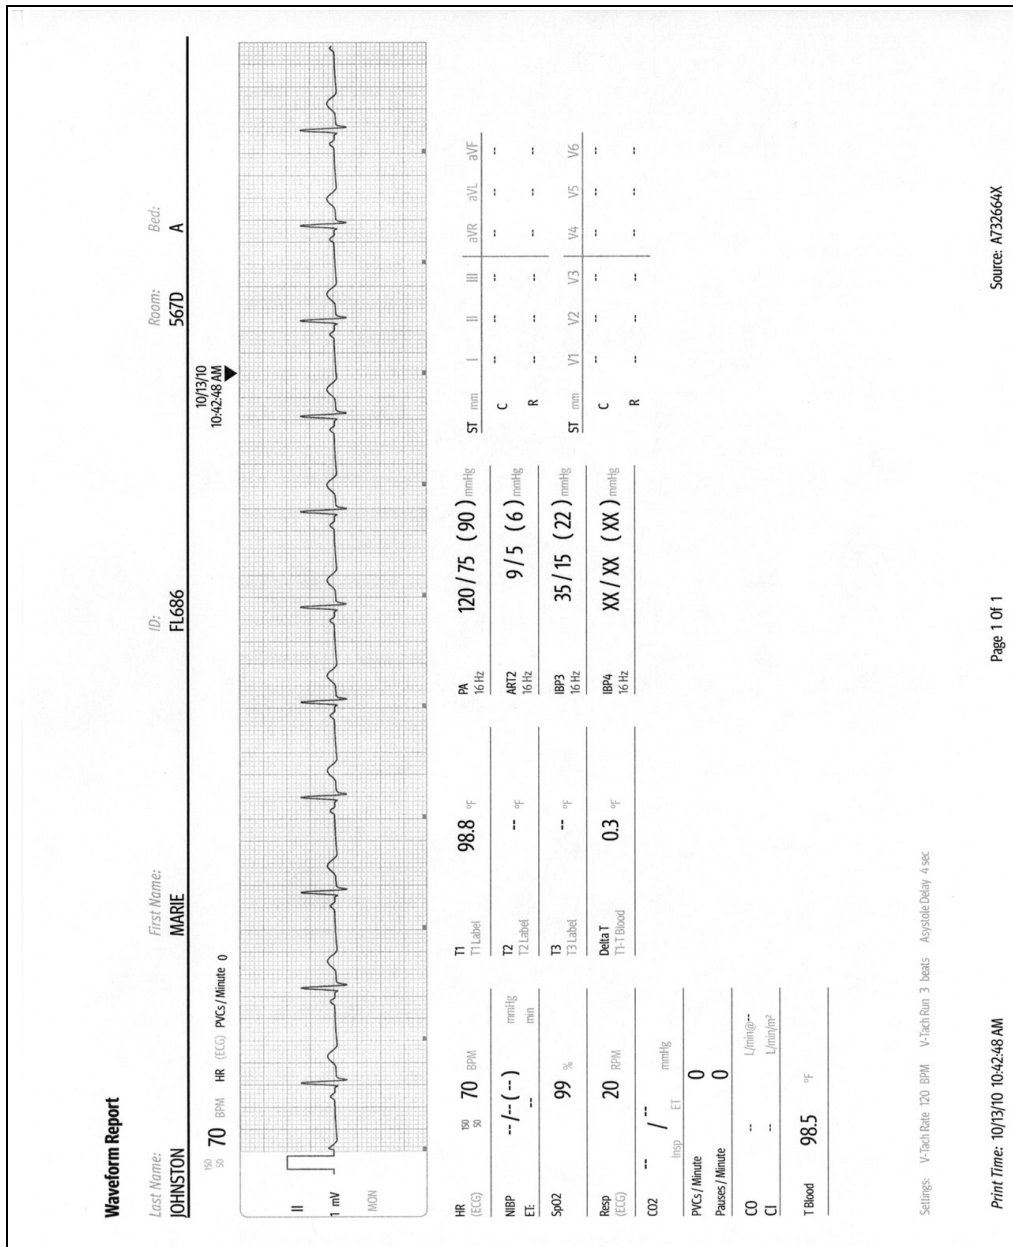 Waveform Report
Last Name: First Name: ID: Room: Bed:
JOHNSTON MARIE FL686 567D A
150
50 70 BPM HR (ECG) PVCs / Minute 0
10/13/10
10:42:48 AM
II
1 mV
MON
HR
(ECG)
150
50 70 BPM
NIBP --/-- ( -- ) mmHg
ET: -- min
SpO2 99 %
Resp
(ECG) 20 RPM
CO2 -- / -- mmHg
Insp ET
PVCs / Minute 0
Pauses / Minute 0
CO -- L/min@--
CI -- L/min/m²
T Blood 98.5 °F
T1 98.8 °F
T1 Label
T2 -- °F
T2 Label
T3 -- °F
T3 Label
Delta T 0.3 °F
T1-T Blood
PA 120 / 75 ( 90 ) mmHg
16 Hz
ART2 9 / 5 ( 6 ) mmHg
16 Hz
IBP3 35 / 15 ( 22 ) mmHg
16 Hz
IBP4 XX / XX ( XX ) mmHg
16 Hz
ST mm I II III aVR aVL aVF
C -- -- -- -- -- --
R -- -- -- -- -- --
ST mm V1 V2 V3 V4 V5 V6
C -- -- -- -- -- --
R -- -- -- -- -- --
Settings: V-Tach Rate 120 BPM V-Tach Run 3 beats Asystole Delay 4 sec
Print Time: 10/13/10 10:42:48 AM Page 1 Of 1 Source: A732664X